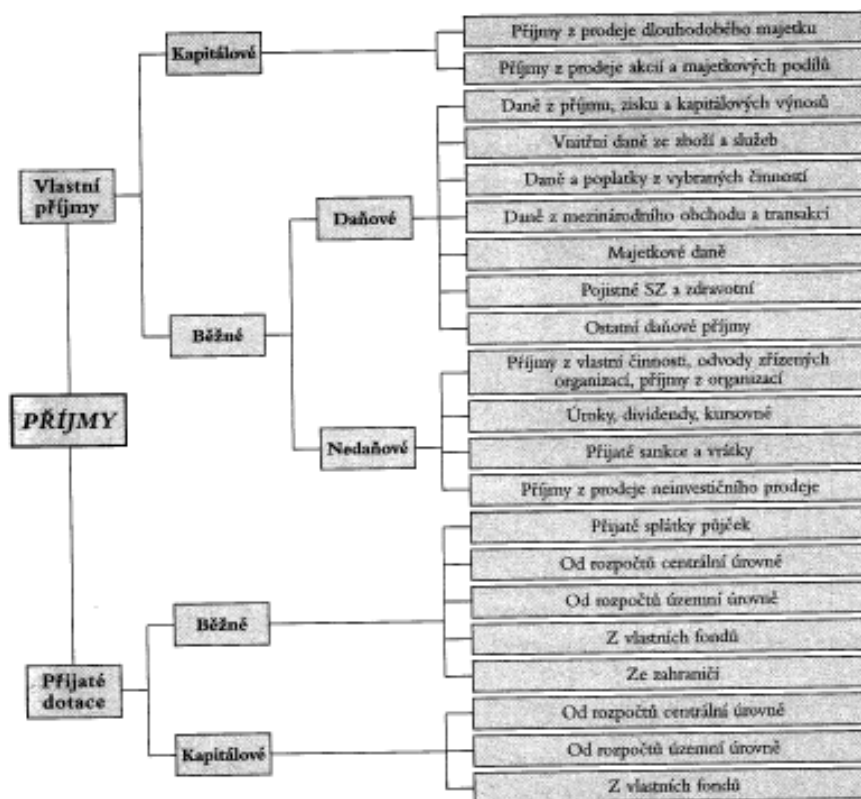 Příjmy z prodeje dlouhodobého majetku
Kapitálové
Příjmy z prodeje akcií a majetkových podílů
Daně z příjmu, zisku a kapitálových výnosů
Vnitřní daně ze zboží a služeb
Vlastní
příjmy
Daně a poplatky z vybraných činností
Daňové
Daně z mezinárodního obchodu a transakcí
Majetkové daně
Pojistné SZ a zdravotní
Běžné
Ostatní daňové příjmy
Příjmy z vlastní činnosti, odvody zřízených
organizací, příjmy z organizací
PŘÍJMY
Úroky, dividendy, kursovné
Nedaňové
Přijaté sankce a vrátky
Příjmy z prodeje neinvestičního prodeje
Přijaté splátky půjček
Od rozpočtů centrální úrovně
Běžné
Od rozpočtů územní úrovně
Z vlastních fondů
Ze zahraničí
Přijaté
dotace
Od rozpočtů centrální úrovně
Kapitálové
Od rozpočtů územní úrovně
Z vlastních fondů